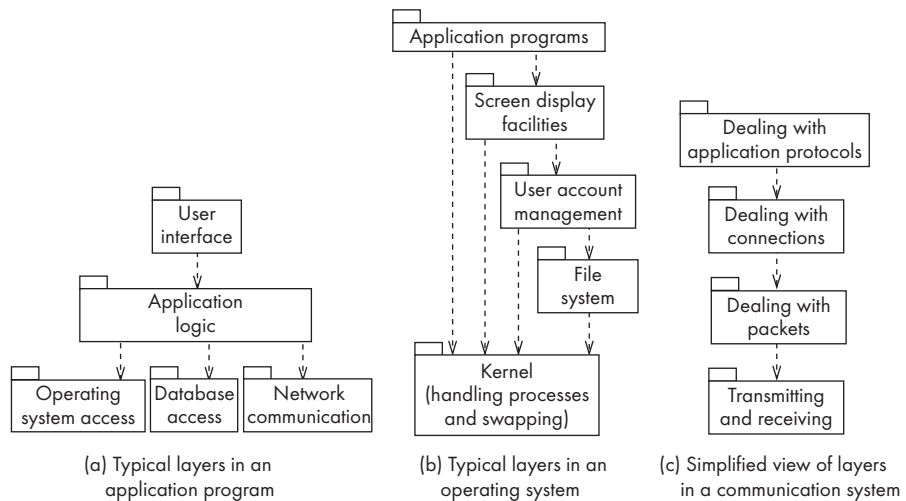 User
interface
Application
logic
Operating
system access
Database
access
Network
communication
(a) Typical layers in an
application program
Application programs
Screen display
facilities
User account
management
File
system
Kernel
(handling processes
and swapping)
(b) Typical layers in an
operating system
Dealing with
application protocols
Dealing with
connections
Dealing with
packets
Transmitting
and receiving
(c) Simplified view of layers
in a communication system